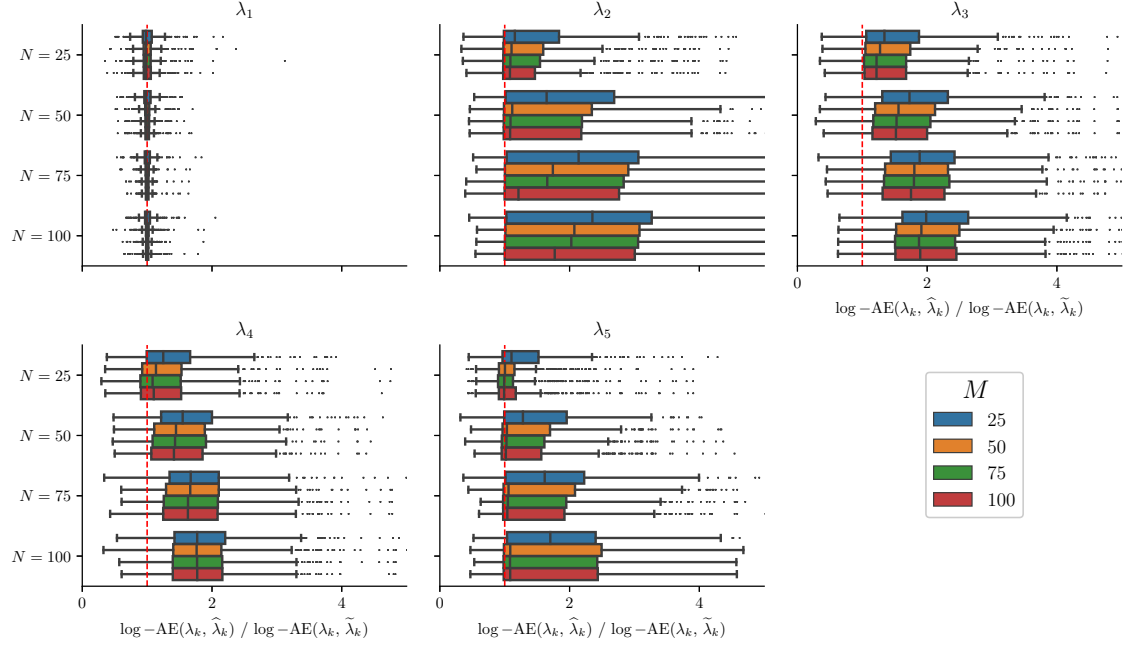 λ₁ λ₂ λ₃
N = 25
N = 50
N = 75
N = 100
0 2 4
log −AE(λₖ, λ̂ₖ) / log −AE(λₖ, λ̃ₖ)
λ₄ λ₅
N = 25
N = 50
N = 75
N = 100
M
25
50
75
100
0 2 4 0 2 4
log −AE(λₖ, λ̂ₖ) / log −AE(λₖ, λ̃ₖ) log −AE(λₖ, λ̂ₖ) / log −AE(λₖ, λ̃ₖ)